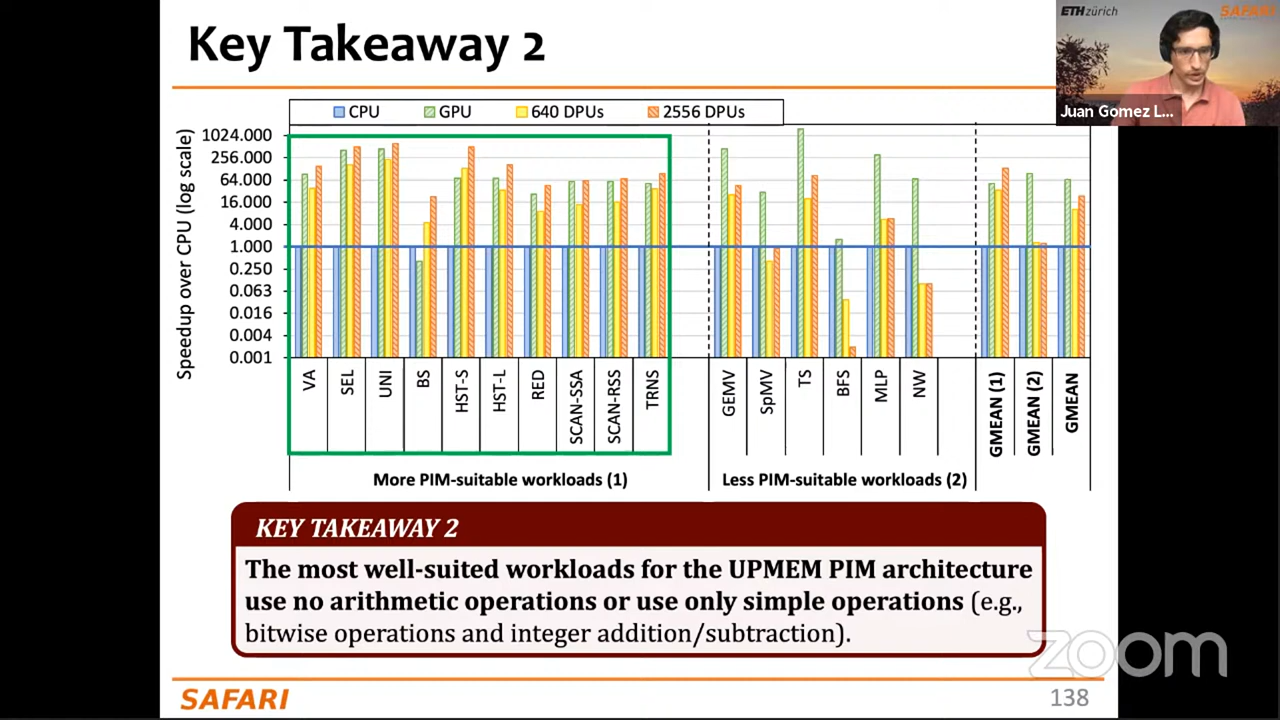 Key Takeaway 2
ETH zürich
SAFARI
Juan Gomez L...
CPU
GPU
640 DPUs
2556 DPUs
Speedup over CPU (log scale)
1024.000
256.000
64.000
16.000
4.000
1.000
0.250
0.063
0.016
0.004
0.001
VA
SEL
UNI
BS
HST-S
HST-L
RED
SCAN-SSA
SCAN-RSS
TRNS
GEMV
SpMV
TS
BFS
MLP
NW
GMEAN (1)
GMEAN (2)
GMEAN
More PIM-suitable workloads (1)
Less PIM-suitable workloads (2)
KEY TAKEAWAY 2
The most well-suited workloads for the UPMEM PIM architecture
use no arithmetic operations or use only simple operations (e.g.,
bitwise operations and integer addition/subtraction).
zoom
SAFARI
138